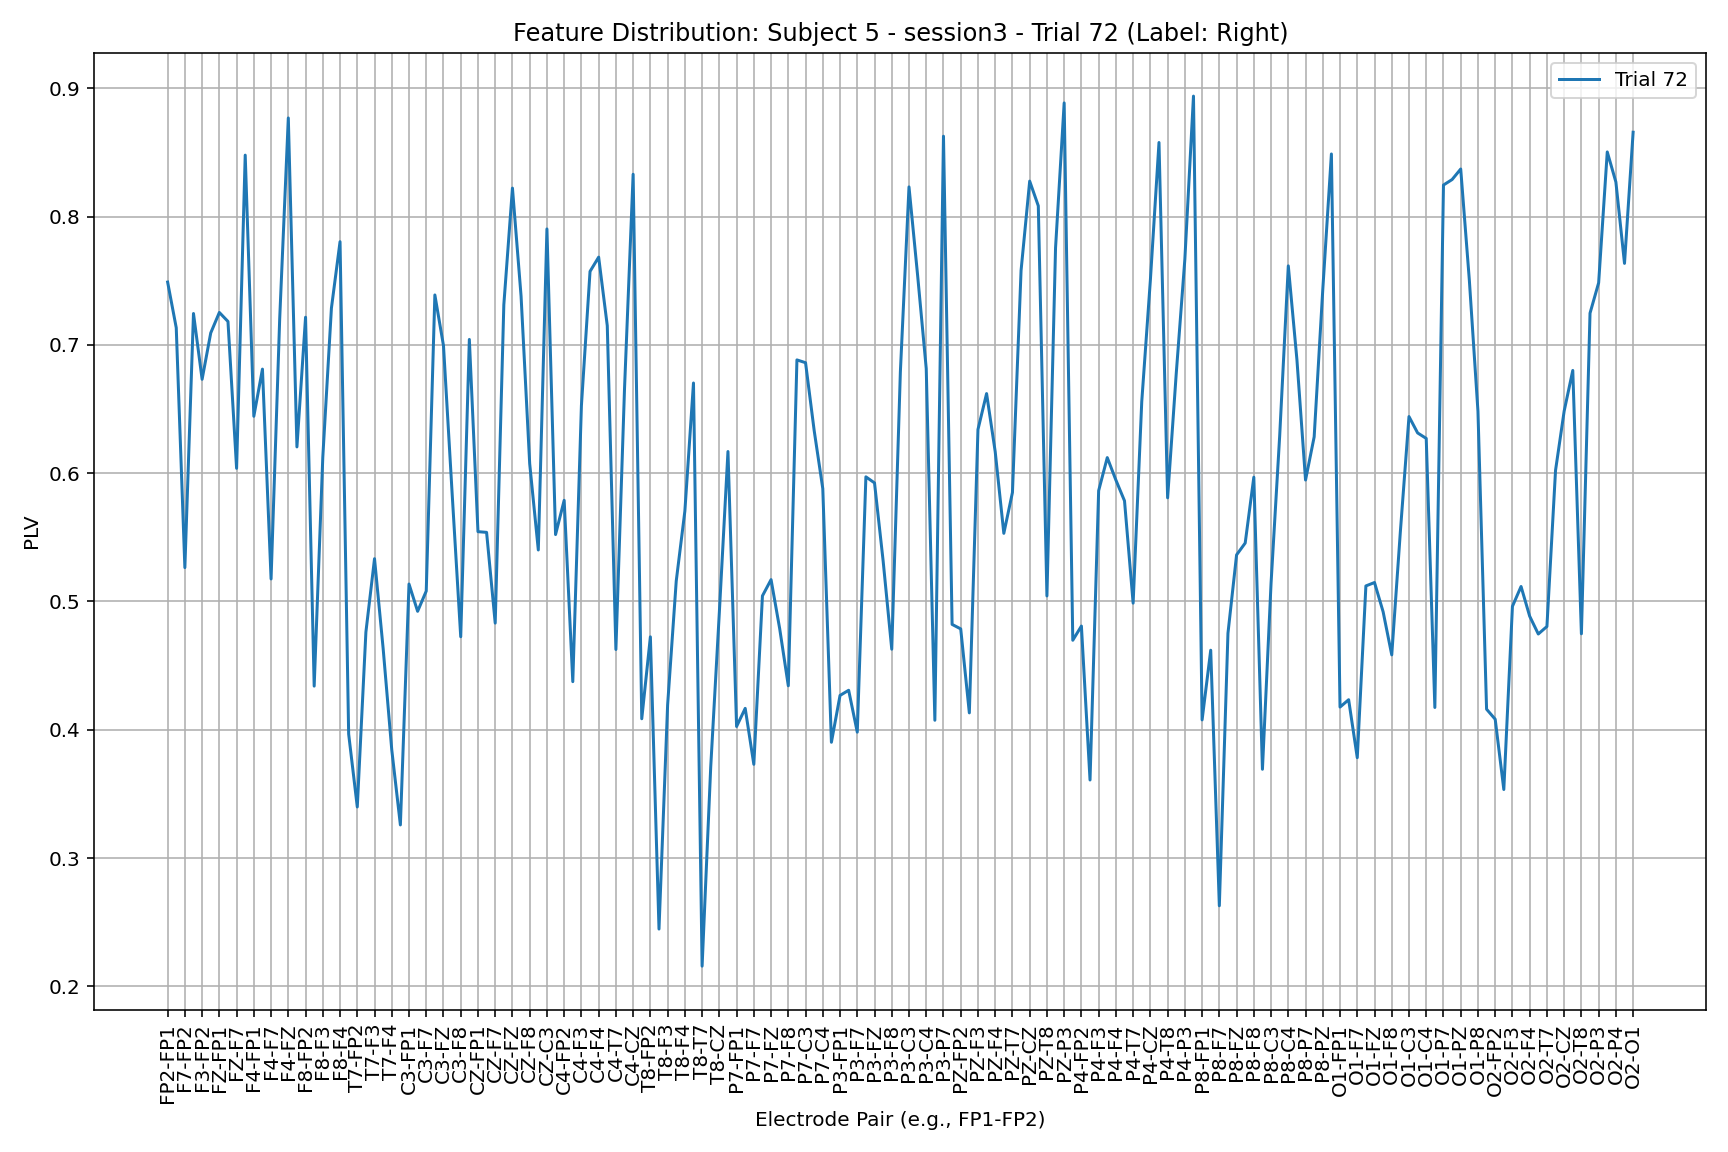 Feature Distribution: Subject 5 - session3 - Trial 72 (Label: Right)
Trial 72
0.9
0.8
0.7
0.6
0.5
0.4
0.3
0.2
PLV
FP2-FP1
F7-FP2
F3-FP2
FZ-FP1
FZ-F7
F4-FP1
F4-F7
F4-FZ
F8-FP2
F8-F3
F8-F4
T7-FP2
T7-F3
T7-F4
C3-FP1
C3-F7
C3-FZ
C3-F8
CZ-FP1
CZ-F7
CZ-FZ
CZ-F8
CZ-C3
C4-FP2
C4-F3
C4-F4
C4-T7
C4-CZ
T8-FP2
T8-F3
T8-F4
T8-T7
T8-CZ
P7-FP1
P7-F7
P7-FZ
P7-F8
P7-C3
P7-C4
P3-FP1
P3-F7
P3-FZ
P3-F8
P3-C3
P3-C4
P3-P7
PZ-FP2
PZ-F3
PZ-F4
PZ-T7
PZ-CZ
PZ-T8
PZ-P3
P4-FP2
P4-F3
P4-F4
P4-T7
P4-CZ
P4-T8
P4-P3
P8-FP1
P8-F7
P8-FZ
P8-F8
P8-C3
P8-C4
P8-P7
P8-PZ
O1-FP1
O1-F7
O1-FZ
O1-F8
O1-C3
O1-C4
O1-P7
O1-PZ
O1-P8
O2-FP2
O2-F3
O2-F4
O2-T7
O2-CZ
O2-T8
O2-P3
O2-P4
O2-O1
Electrode Pair (e.g., FP1-FP2)